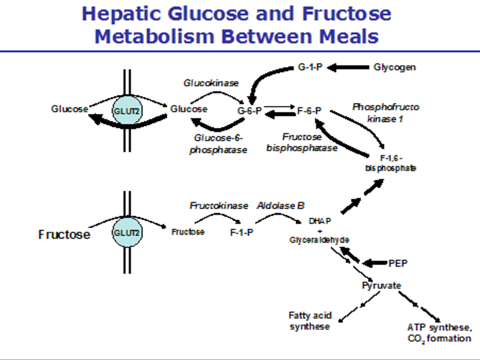 Hepatic Glucose and Fructose
Metabolism Between Meals
G-1-P
Glycogen
Glucokinase
Glucose
GLUT2
Glucose
G-6-P
F-6-P
Phosphofructo
kinase 1
Glucose-6-
phosphatase
Fructose
bisphosphatase
F-1,6-
bisphosphate
Fructokinase
Aldolase B
Fructose
GLUT2
Fructose
F-1-P
DHAP
+
Glyceraldehyde
PEP
Pyruvate
Fatty acid
synthese
ATP synthese,
CO2 formation